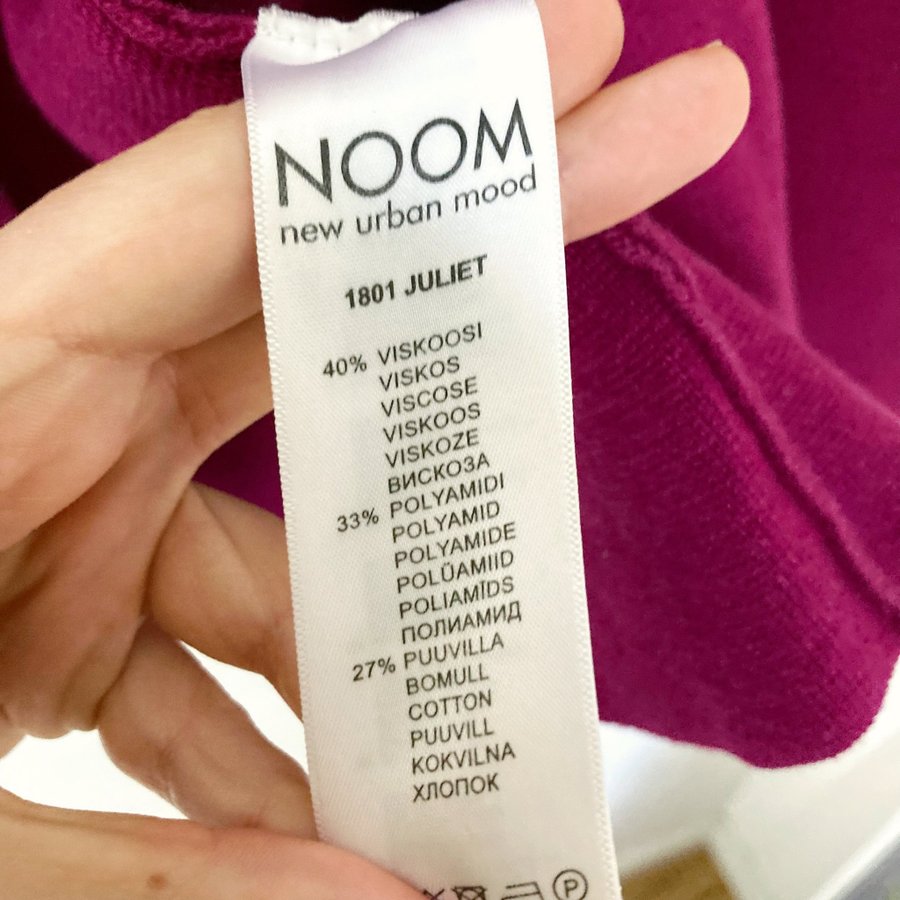 NOOM
new urban mood
1801 JULIET
40% VISKOOSI
VISKOS
VISCOSE
VISKOOS
VISKOZE
ВИСКОЗА
33% POLYAMIDI
POLYAMID
POLYAMIDE
POLÜAMIID
POLIAMĪDS
ПОЛИАМИД
27% PUUVILLA
BOMULL
COTTON
PUUVILL
KOKVILNA
ХЛОПОК
P